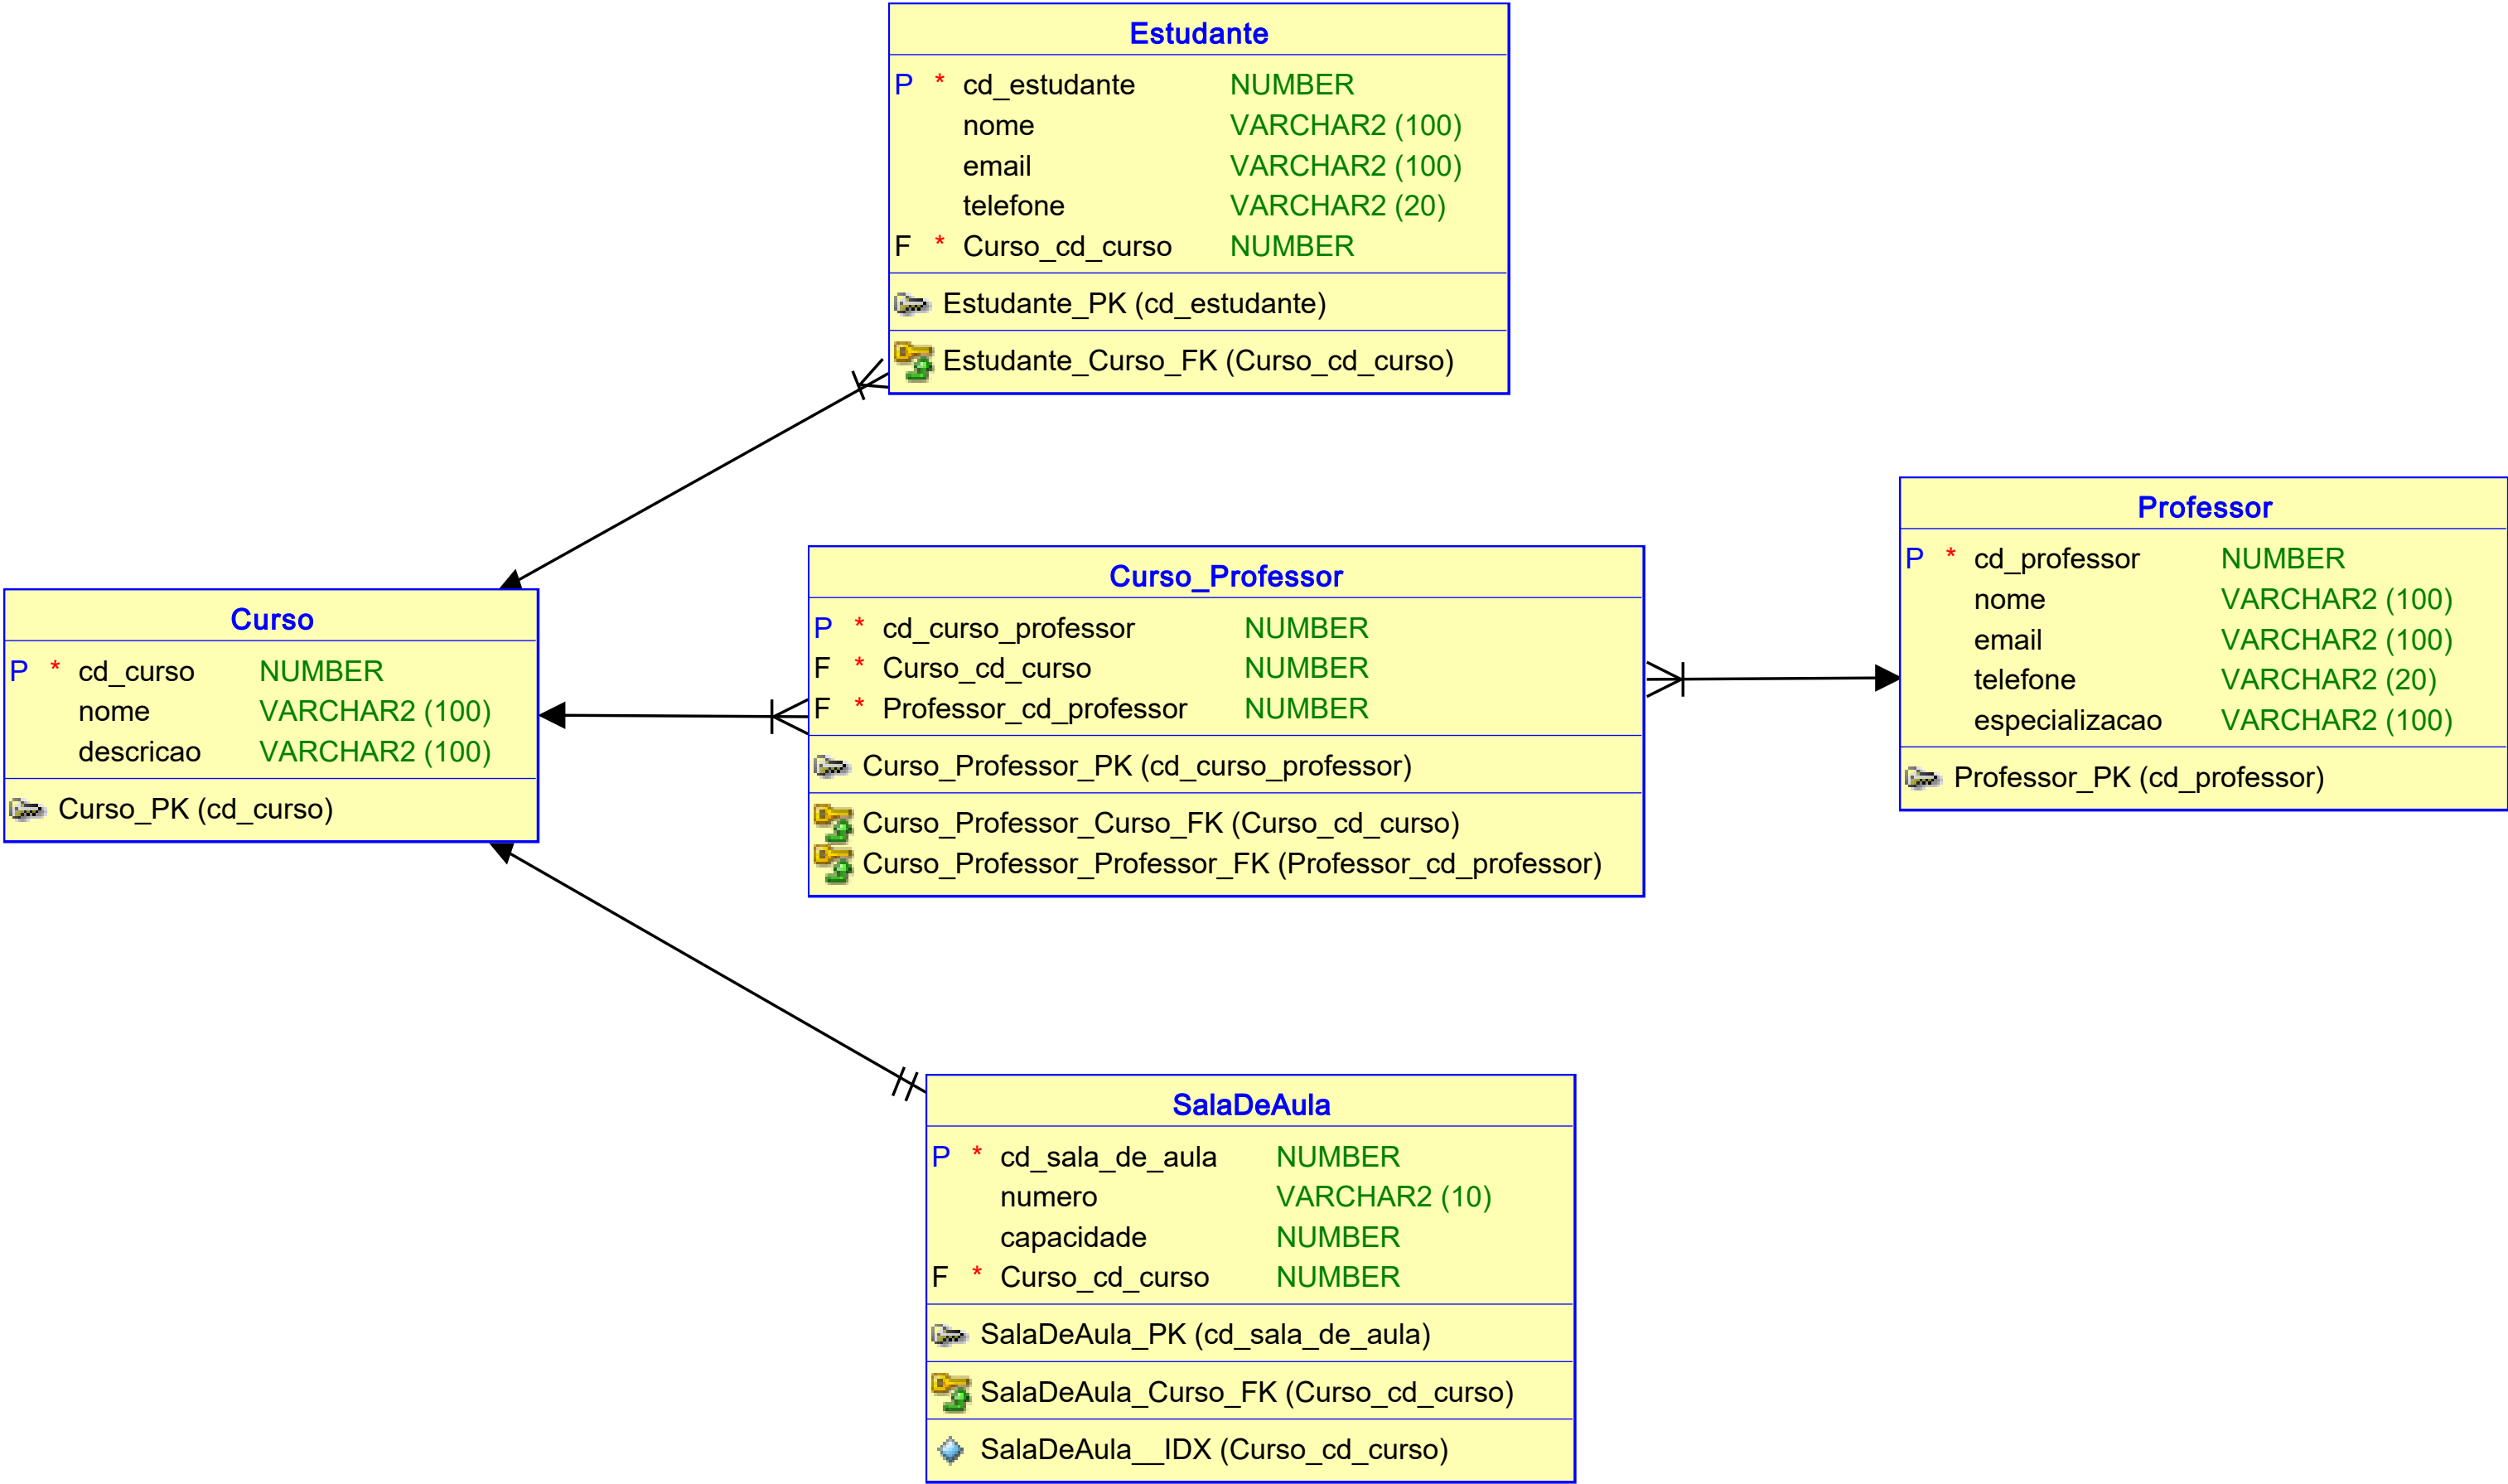 Estudante
P * cd_estudante NUMBER
nome VARCHAR2 (100)
email VARCHAR2 (100)
telefone VARCHAR2 (20)
F * Curso_cd_curso NUMBER
Estudante_PK (cd_estudante)
Estudante_Curso_FK (Curso_cd_curso)
Curso
P * cd_curso NUMBER
nome VARCHAR2 (100)
descricao VARCHAR2 (100)
Curso_PK (cd_curso)
Curso_Professor
P * cd_curso_professor NUMBER
F * Curso_cd_curso NUMBER
F * Professor_cd_professor NUMBER
Curso_Professor_PK (cd_curso_professor)
Curso_Professor_Curso_FK (Curso_cd_curso)
Curso_Professor_Professor_FK (Professor_cd_professor)
Professor
P * cd_professor NUMBER
nome VARCHAR2 (100)
email VARCHAR2 (100)
telefone VARCHAR2 (20)
especializacao VARCHAR2 (100)
Professor_PK (cd_professor)
SalaDeAula
P * cd_sala_de_aula NUMBER
numero VARCHAR2 (10)
capacidade NUMBER
F * Curso_cd_curso NUMBER
SalaDeAula_PK (cd_sala_de_aula)
SalaDeAula_Curso_FK (Curso_cd_curso)
SalaDeAula__IDX (Curso_cd_curso)